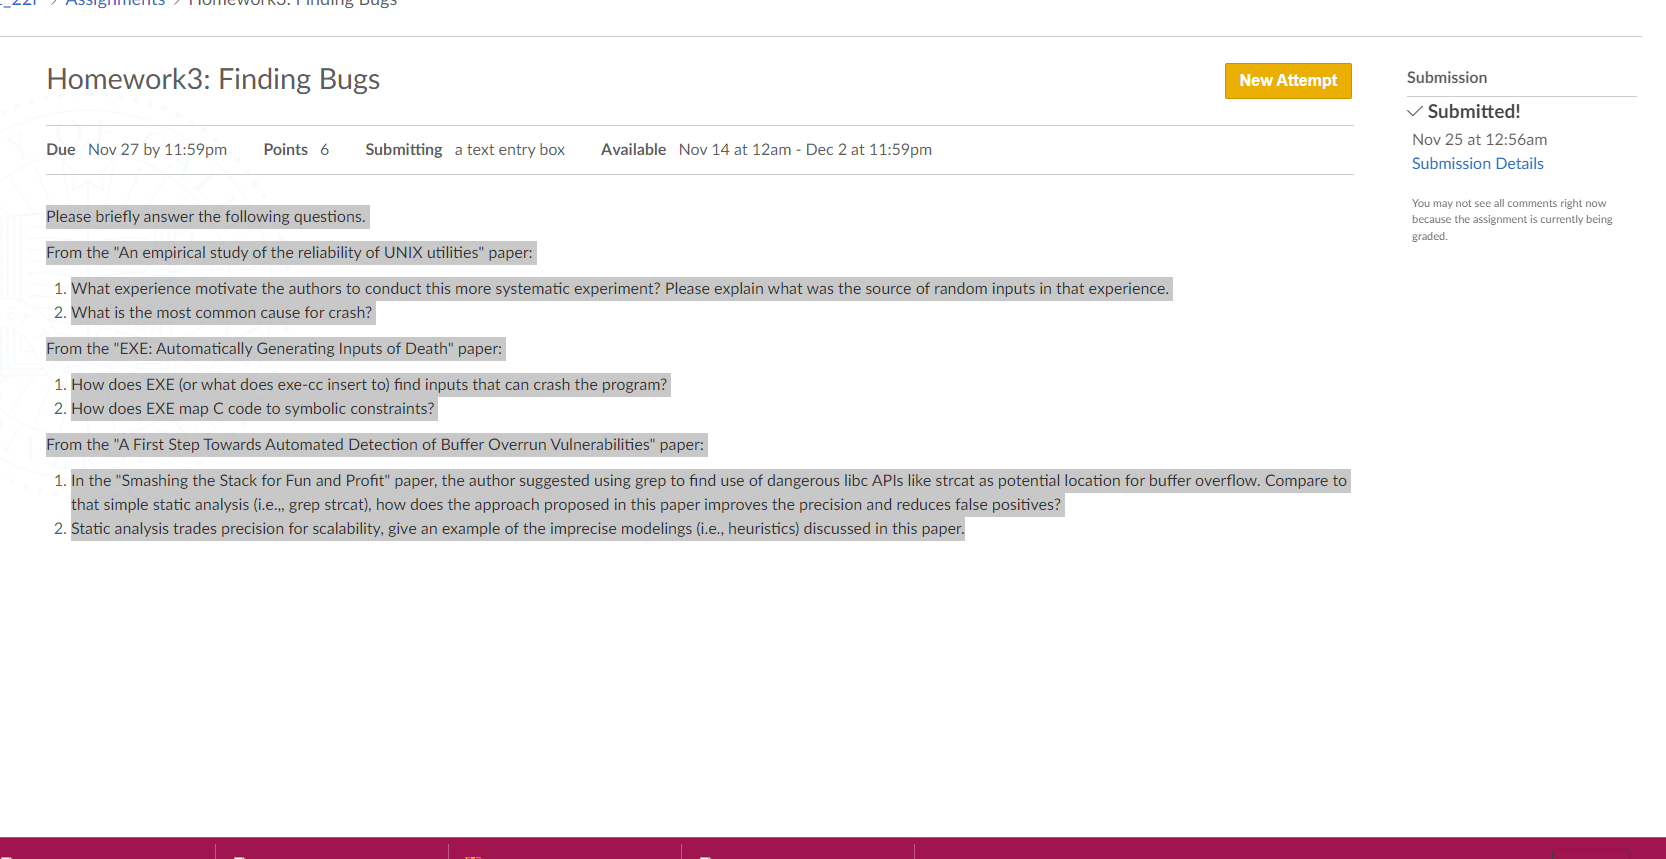 _22F > Assignments > Homework3: Finding Bugs
Homework3: Finding Bugs
New Attempt
Due Nov 27 by 11:59pm Points 6 Submitting a text entry box Available Nov 14 at 12am - Dec 2 at 11:59pm
Please briefly answer the following questions.
From the "An empirical study of the reliability of UNIX utilities" paper:
1. What experience motivate the authors to conduct this more systematic experiment? Please explain what was the source of random inputs in that experience.
2. What is the most common cause for crash?
From the "EXE: Automatically Generating Inputs of Death" paper:
1. How does EXE (or what does exe-cc insert to) find inputs that can crash the program?
2. How does EXE map C code to symbolic constraints?
From the "A First Step Towards Automated Detection of Buffer Overrun Vulnerabilities" paper:
1. In the "Smashing the Stack for Fun and Profit" paper, the author suggested using grep to find use of dangerous libc APIs like strcat as potential location for buffer overflow. Compare to
that simple static analysis (i.e.,, grep strcat), how does the approach proposed in this paper improves the precision and reduces false positives?
2. Static analysis trades precision for scalability, give an example of the imprecise modelings (i.e., heuristics) discussed in this paper.
Submission
✓ Submitted!
Nov 25 at 12:56am
Submission Details
You may not see all comments right now
because the assignment is currently being
graded.